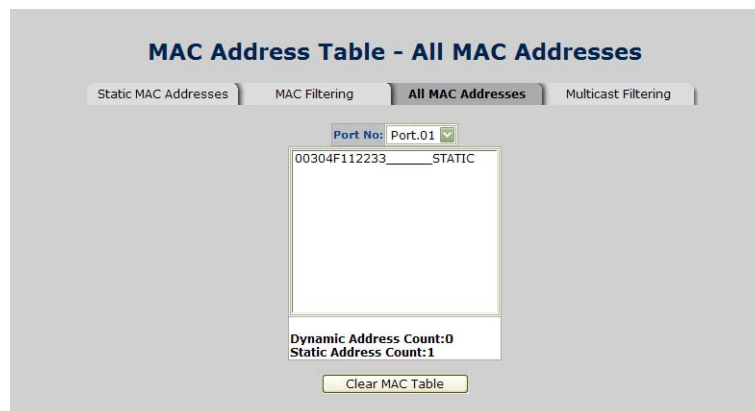 MAC Address Table - All MAC Addresses
Static MAC Addresses MAC Filtering All MAC Addresses Multicast Filtering
Port No: Port.01
00304F112233______STATIC
Dynamic Address Count:0
Static Address Count:1
Clear MAC Table